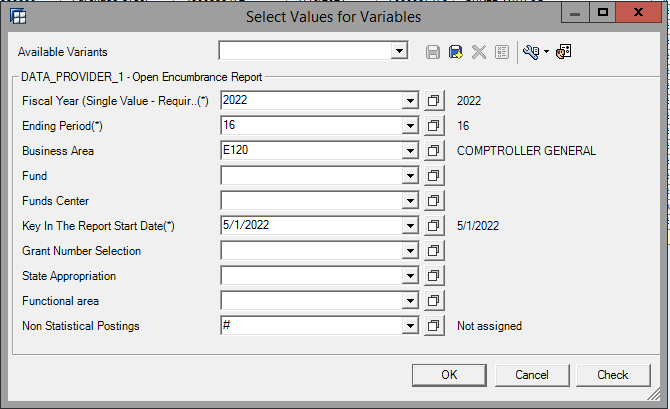 Select Values for Variables
Available Variants
DATA_PROVIDER_1 - Open Encumbrance Report
Fiscal Year (Single Value - Requir..(*) 2022 2022
Ending Period(*) 16 16
Business Area E120 COMPTROLLER GENERAL
Fund
Funds Center
Key In The Report Start Date(*) 5/1/2022 5/1/2022
Grant Number Selection
State Appropriation
Functional area
Non Statistical Postings # Not assigned
OK Cancel Check